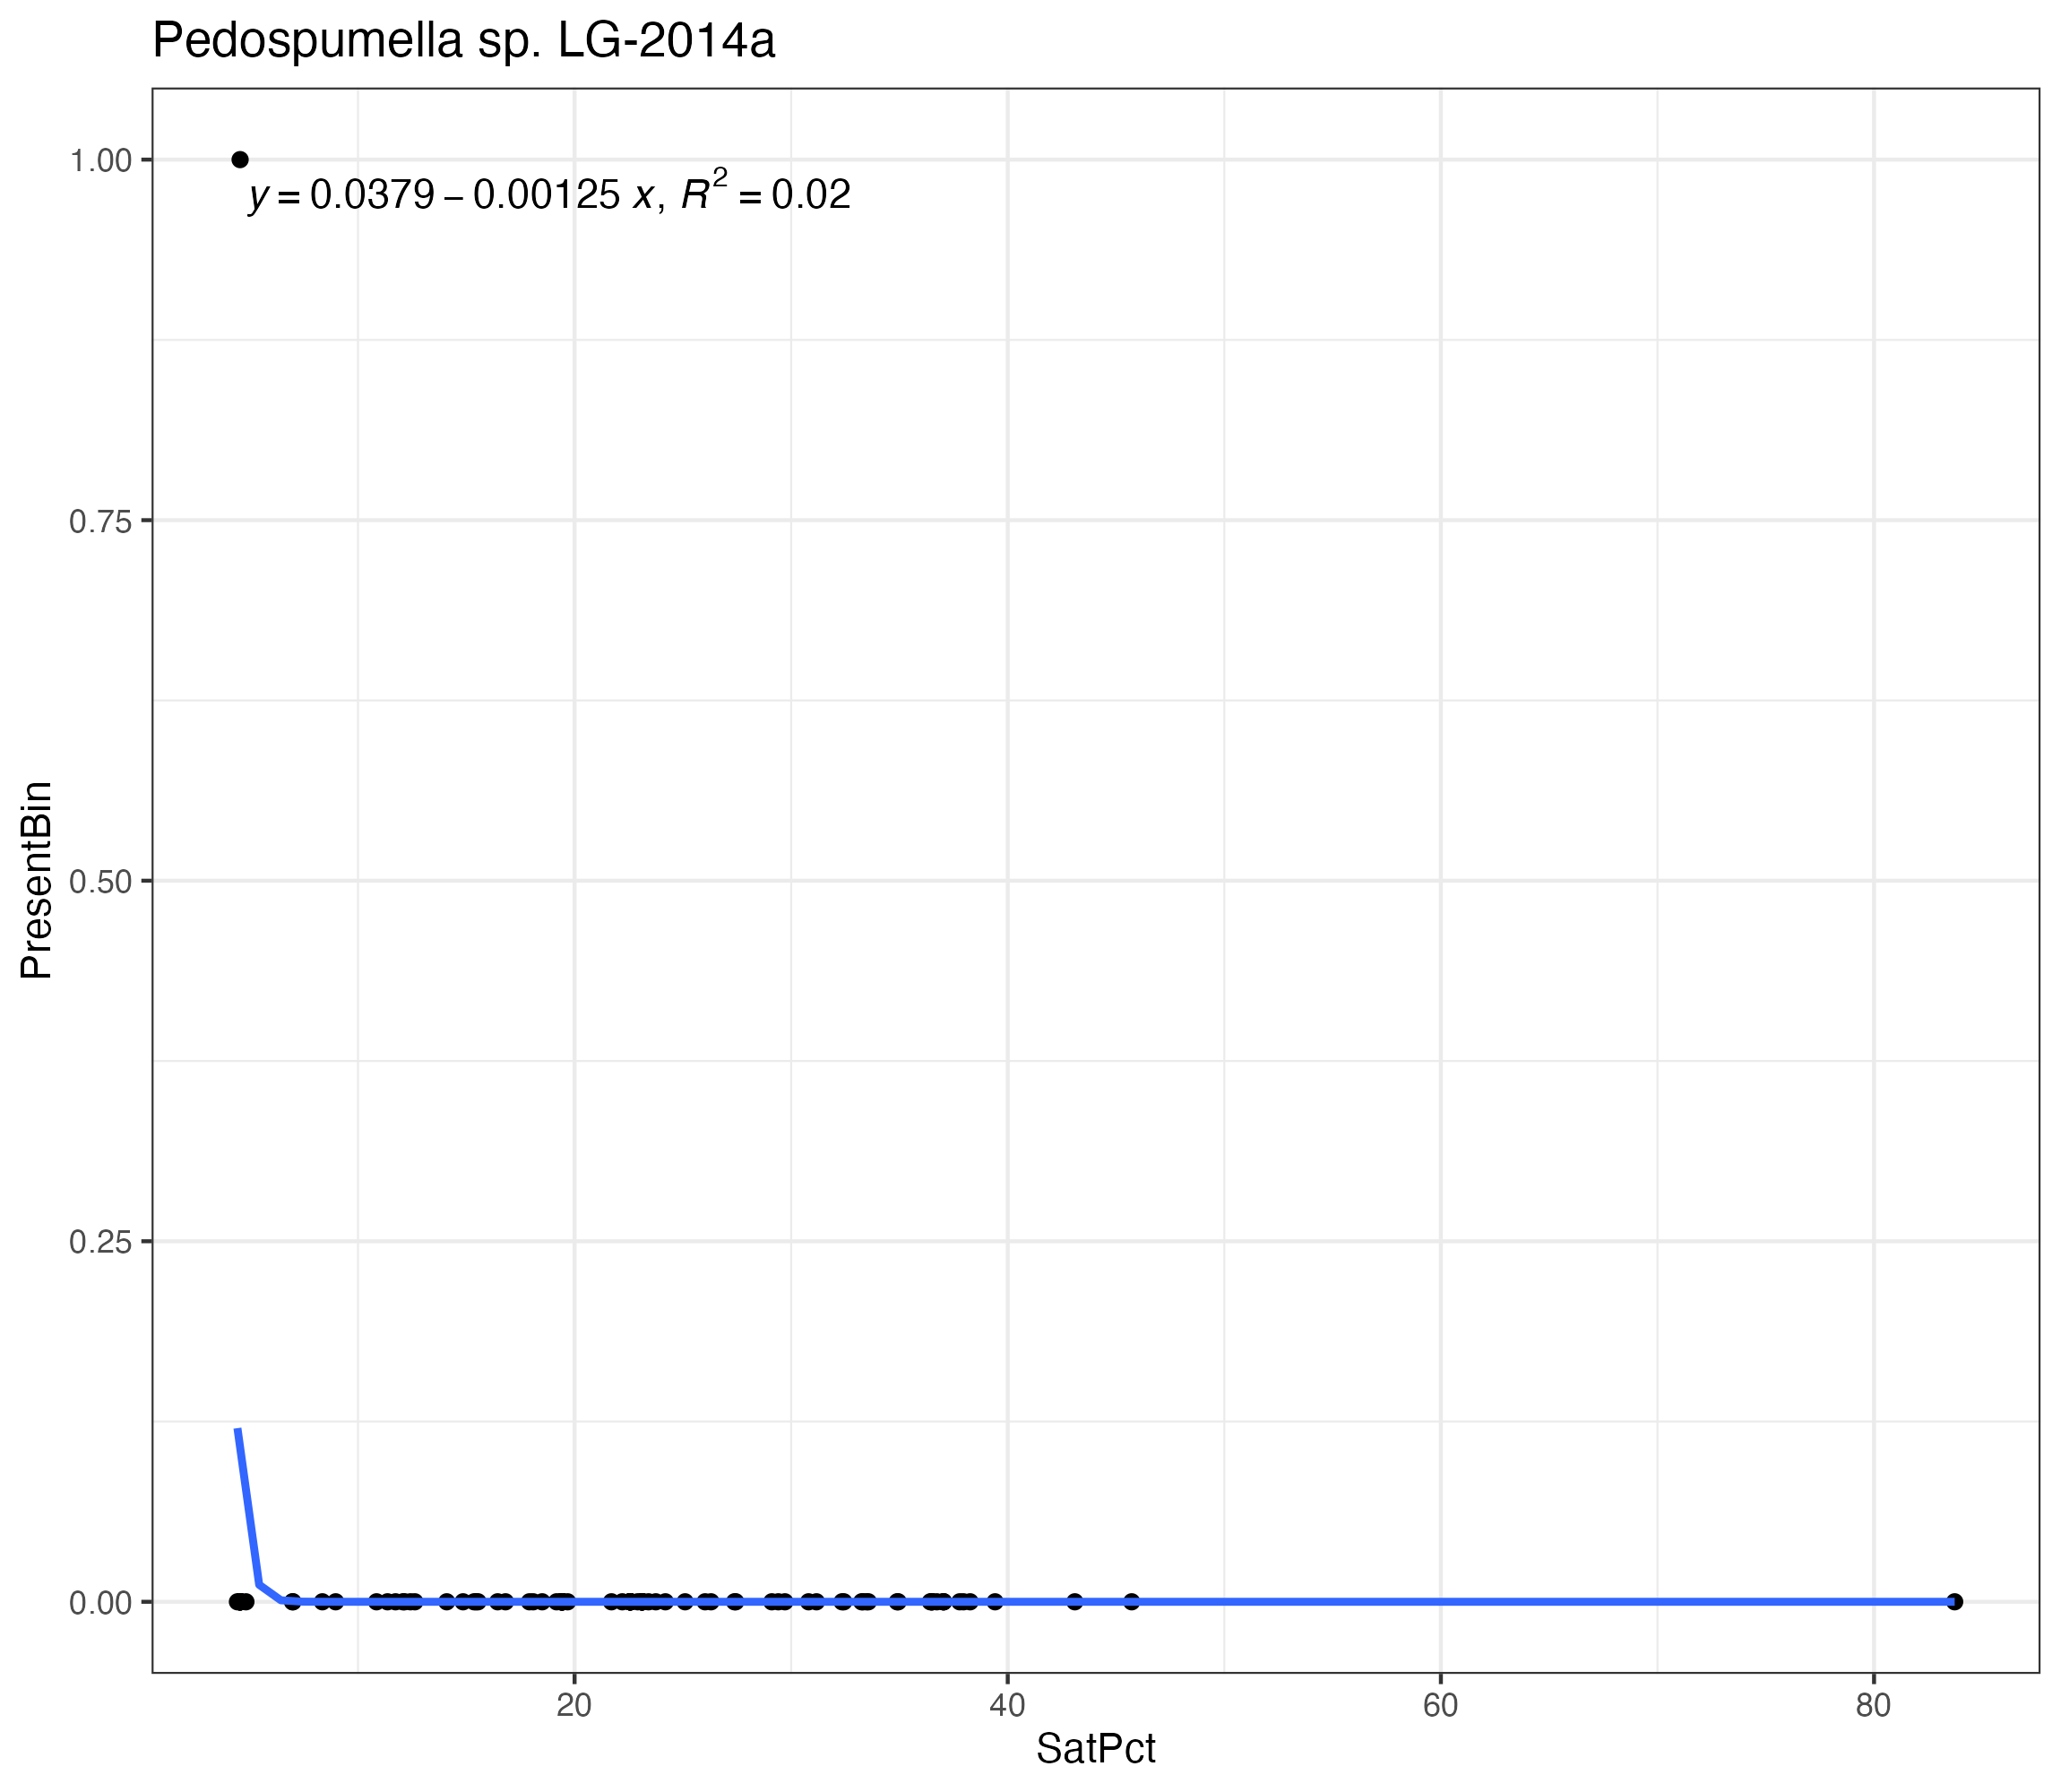 Pedospumella sp. LG-2014a
1.00
y = 0.0379 − 0.00125 x, R² = 0.02
0.75
0.50
0.25
0.00
PresentBin
20 40 60 80
SatPct